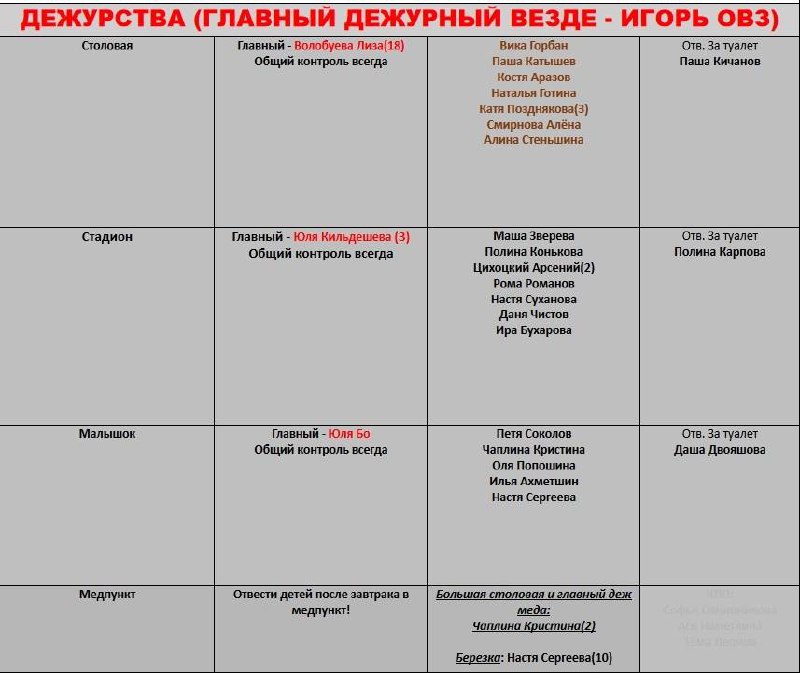 ДЕЖУРСТВА (ГЛАВНЫЙ ДЕЖУРНЫЙ ВЕЗДЕ - ИГОРЬ ОВЗ)
Столовая
Главный - Волобуева Лиза(18)
Общий контроль всегда
Вика Горбан
Паша Катышев
Костя Аразов
Наталья Готина
Катя Позднякова(3)
Смирнова Алёна
Алина Стеньшина
Отв. За туалет
Паша Кичанов
Стадион
Главный - Юля Кильдешева (3)
Общий контроль всегда
Маша Зверева
Полина Конькова
Цихоцкий Арсений(2)
Рома Романов
Настя Суханова
Даня Чистов
Ира Бухарова
Отв. За туалет
Полина Карпова
Малышок
Главный - Юля Бо
Общий контроль всегда
Петя Соколов
Чаплина Кристина
Оля Попошина
Илья Ахметшин
Настя Сергеева
Отв. За туалет
Даша Двояшова
Медпункт
Отвести детей после завтрака в
медпункт!
Большая столовая и главный деж
меда:
Чаплина Кристина(2)
Березка: Настя Сергеева(10)